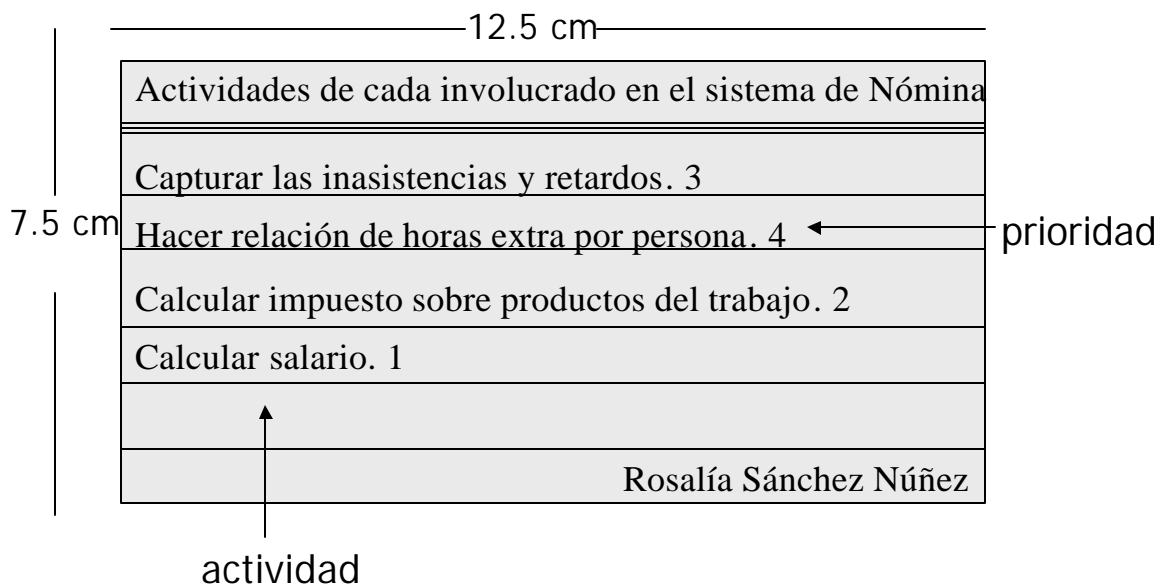 12.5 cm
Actividades de cada involucrado en el sistema de Nómina
Capturar las inasistencias y retardos. 3
7.5 cm
Hacer relación de horas extra por persona. 4
prioridad
Calcular impuesto sobre productos del trabajo. 2
Calcular salario. 1
Rosalía Sánchez Núñez
actividad